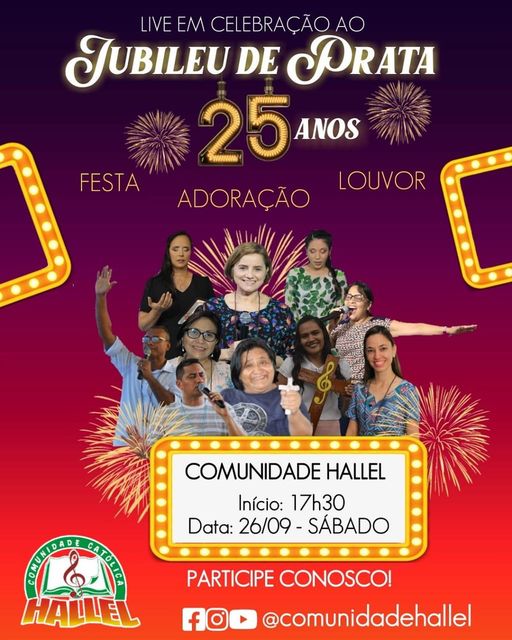 LIVE EM CELEBRAÇÃO AO
JUBILEU DE PRATA
25 ANOS
FESTA
ADORAÇÃO
LOUVOR
COMUNIDADE HALLEL
Início: 17h30
Data: 26/09 - SÁBADO
PARTICIPE CONOSCO!
COMUNIDADE CATÓLICA
HALLEL
@comunidadehallel